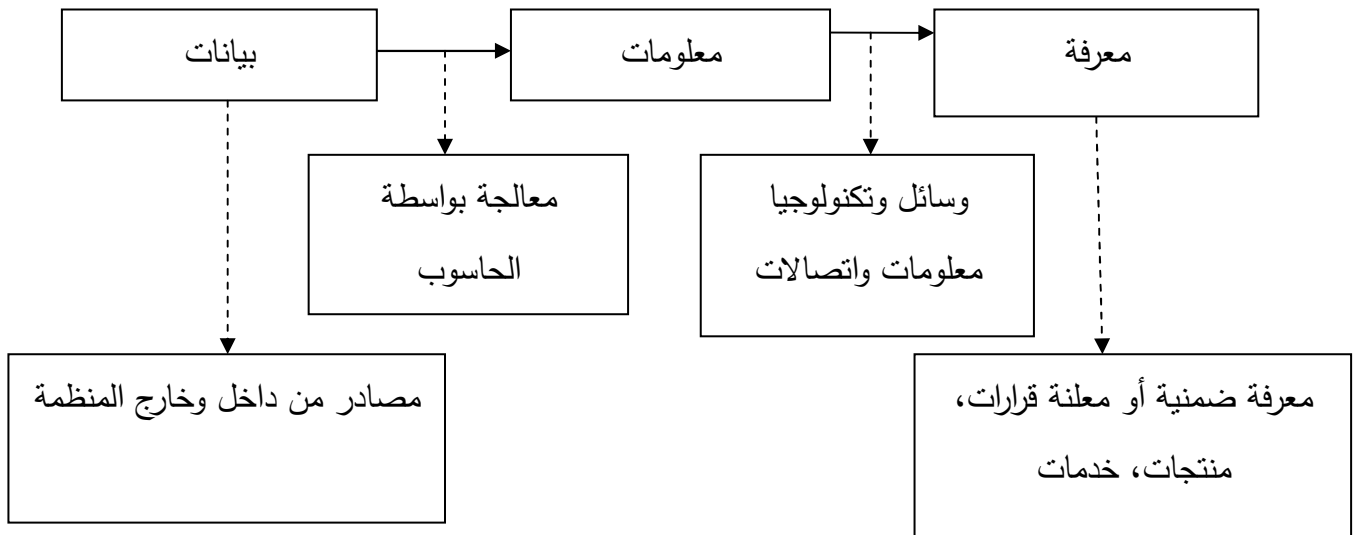 بيانات
معلومات
معرفة
معالجة بواسطة
الحاسوب
وسائل وتكنولوجيا
معلومات واتصالات
مصادر من داخل وخارج المنظمة
معرفة ضمنية أو معلنة قرارات،
منتجات، خدمات